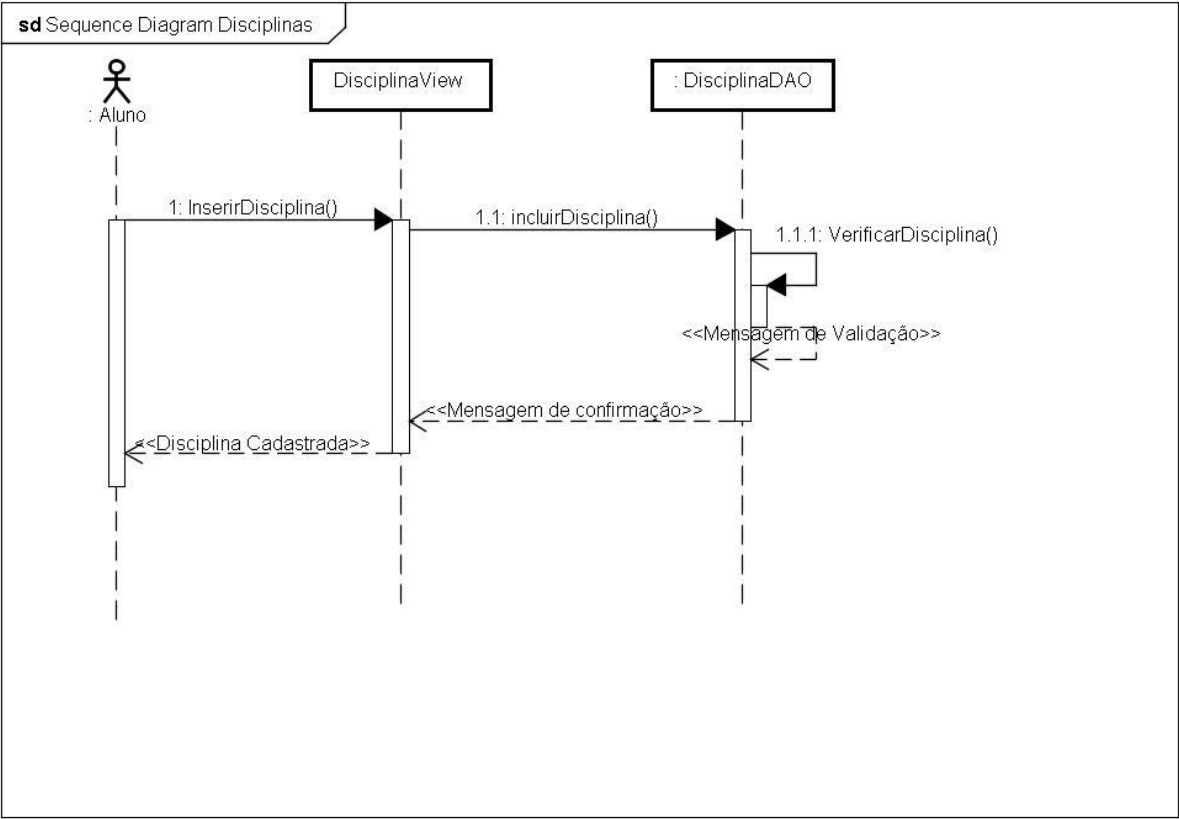 sd Sequence Diagram Disciplinas
: Aluno
DisciplinaView
: DisciplinaDAO
1: InserirDisciplina()
1.1: incluirDisciplina()
1.1.1: VerificarDisciplina()
<<Mensagem de Validação>>
<<Mensagem de confirmação>>
<<Disciplina Cadastrada>>